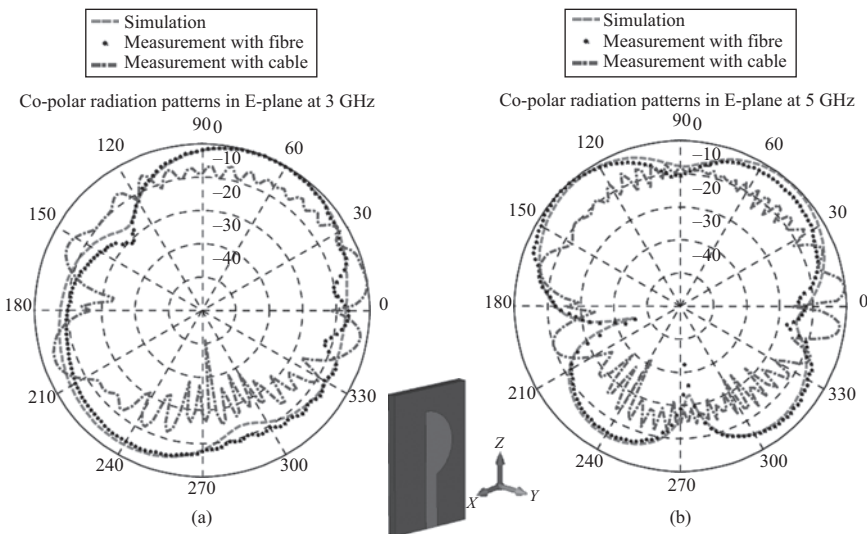 Simulation
Measurement with fibre
Measurement with cable
Co-polar radiation patterns in E-plane at 3 GHz
90
0
120
60
–10
–20
150
30
–30
–40
180
0
210
330
240
300
270
(a)
Simulation
Measurement with fibre
Measurement with cable
Co-polar radiation patterns in E-plane at 5 GHz
90
0
120
60
–10
–20
150
30
–30
–40
180
0
210
330
240
300
270
(b)
Z
X
Y